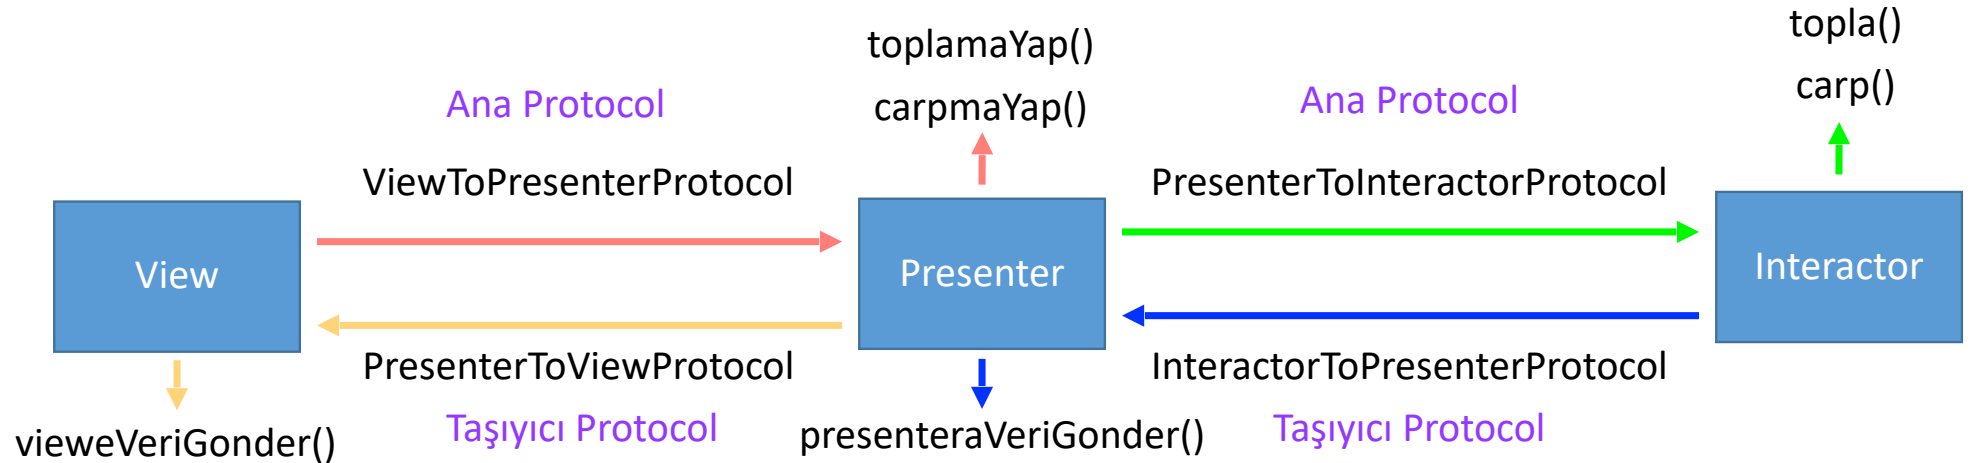 topla()
toplamaYap()
carp()
Ana Protocol
carpmaYap()
Ana Protocol
ViewToPresenterProtocol
PresenterToInteractorProtocol
View
Presenter
Interactor
PresenterToViewProtocol
InteractorToPresenterProtocol
vieweVeriGonder()
Taşıyıcı Protocol
presenteraVeriGonder()
Taşıyıcı Protocol